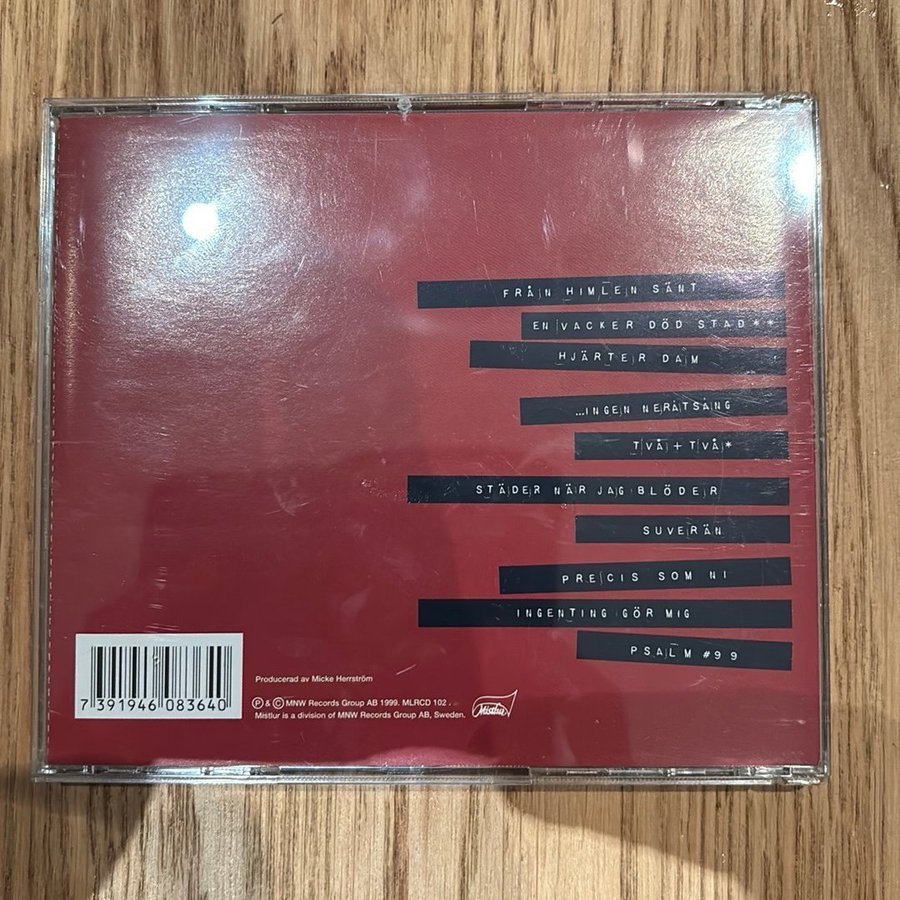 FRÅN HIMLEN SÄNT
EN VACKER DÖD STAD**
HJÄRTER DAM
...INGEN NERÅTSÅNG
TVÅ + TVÅ*
STÄDER NÄR JAG BLÖDER
SUVERÄN
PRECIS SOM NI
INGENTING GÖR MIG
PSALM #99
Producerad av Micke Herrström
Ⓟ & © MNW Records Group AB 1999. MLRCD 102
Mistlur is a division of MNW Records Group AB, Sweden.
Mistlur
7 391946 083640